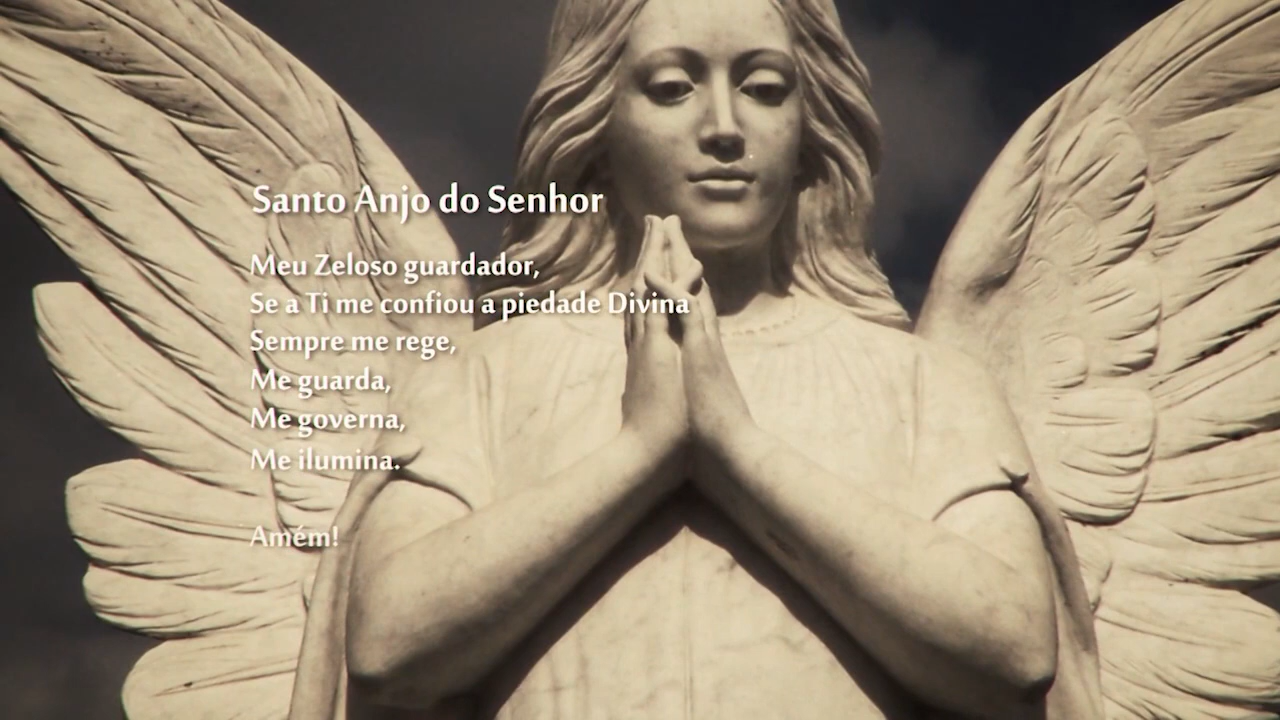 Santo Anjo do Senhor
Meu Zeloso guardador,
Se a Ti me confiou a piedade Divina
Sempre me rege,
Me guarda,
Me governa,
Me ilumina.
Amém!